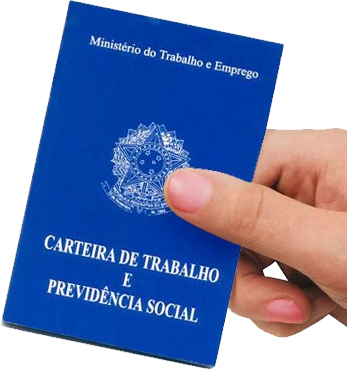 Ministério do Trabalho e Emprego
CARTEIRA DE TRABALHO
E
PREVIDÊNCIA SOCIAL